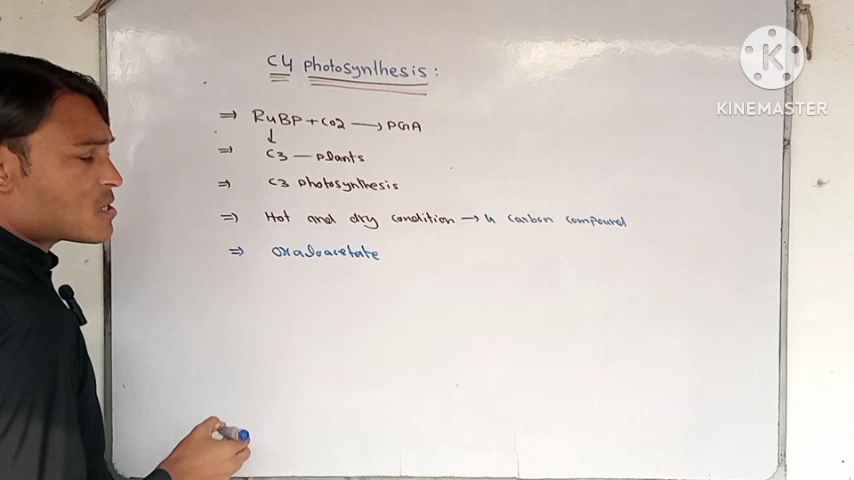 C4 Photosynthesis:
⇒ RuBP + CO2 → PGA
↓
⇒ C3 — Plants
⇒ C3 Photosynthesis
⇒ Hot and dry condition → 4 carbon compound
⇒ oxaloacetate
K
KINEMASTER